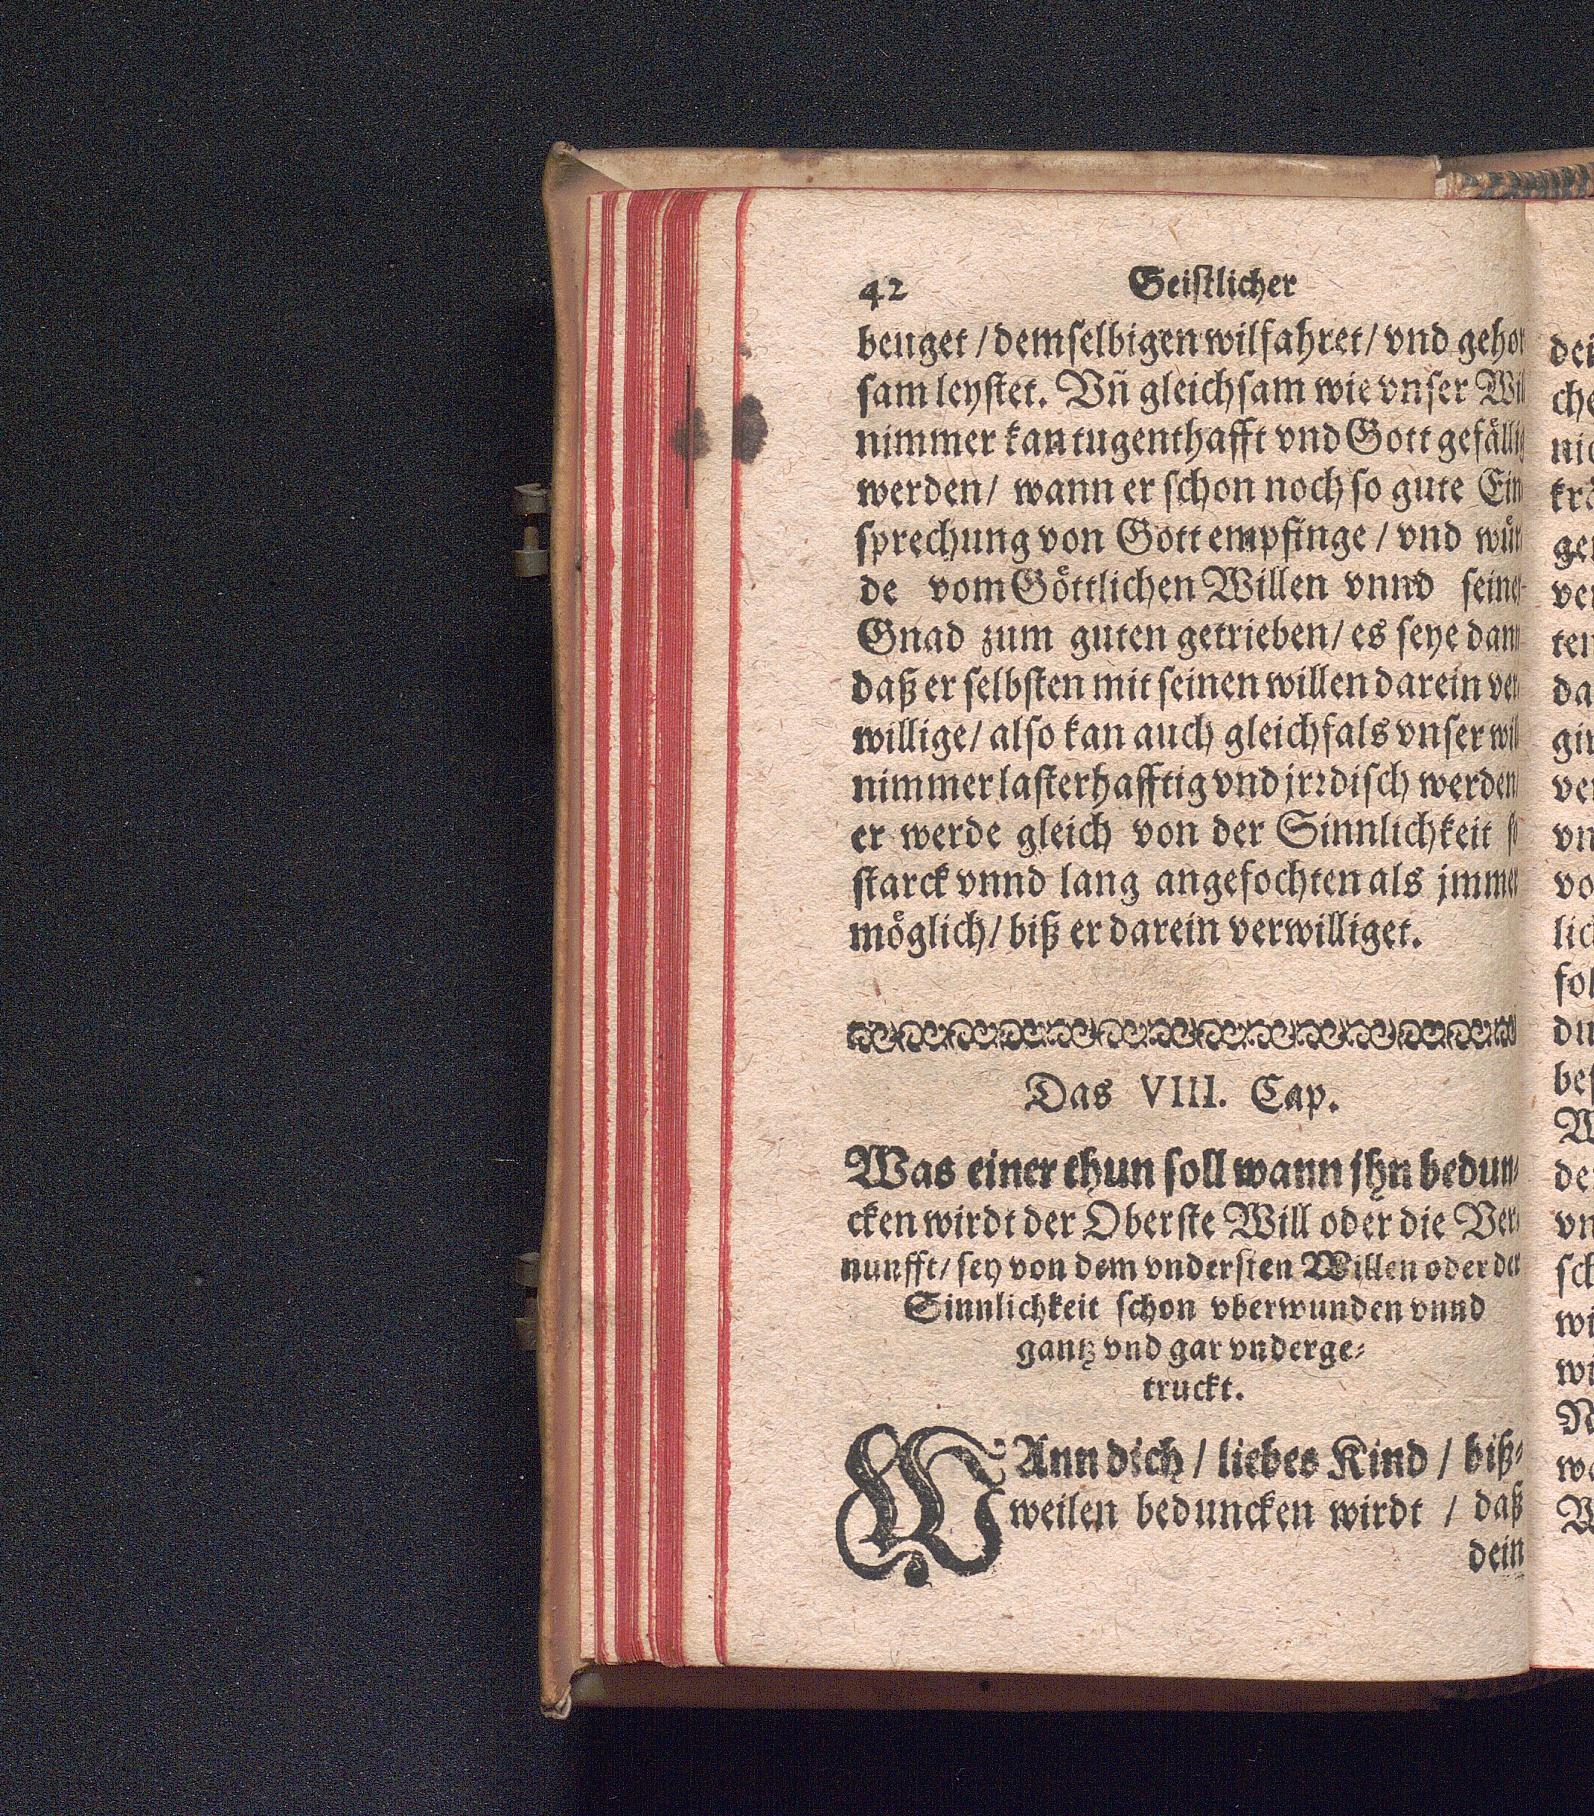 42 Geistlicher
beuget / demselbigen wilfahret / vnd gehor
sam leystet. Vñ gleichsam wie vnser Will
nimmer kan tugenthafft vnd Gott gefällig
werden / wann er schon noch so gute Ein
sprechung von Gott empfinge / vnd wür
de vom Göttlichen Willen vnnd seiner
Gnad zum guten getrieben / es seye dann
daß er selbsten mit seinen willen darein ver
willige / also kan auch gleichfals vnser will
nimmer lasterhafftig vnd jrrdisch werden
er werde gleich von der Sinnlichkeit so
starck vnnd lang angefochten als jmmer
möglich / biß er darein verwilliget.
Das VIII. Cap.
Was einer thun soll wann jhn bedun-
cken wirdt der Oberste Will oder die Ver-
nunfft / sey von dem vndersten Willen oder der
Sinnlichkeit schon vberwunden vnnd
gantz vnd gar vnderge-
truckt.
WAnn dich / liebes Kind / biß-
weilen beduncken wirdt / daß
dein